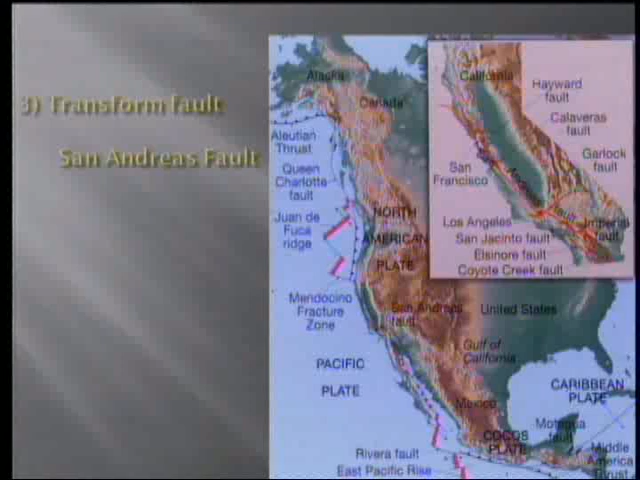 3) Transform fault
San Andreas Fault
Alaska
Canada
Aleutian
Thrust
Queen
Charlotte
fault
Juan de
Fuca
ridge
NORTH
AMERICAN
PLATE
Mendocino
Fracture
Zone
San Andreas
fault
United States
Gulf of
California
PACIFIC
PLATE
CARIBBEAN
PLATE
Mexico
COCOS
PLATE
Motagua
fault
Middle
America
Thrust
Rivera fault
East Pacific Rise
California
Hayward
fault
Calaveras
fault
Garlock
fault
San
Francisco
Andreas
fault
Los Angeles
Imperial
fault
San Jacinto fault
Elsinore fault
Coyote Creek fault